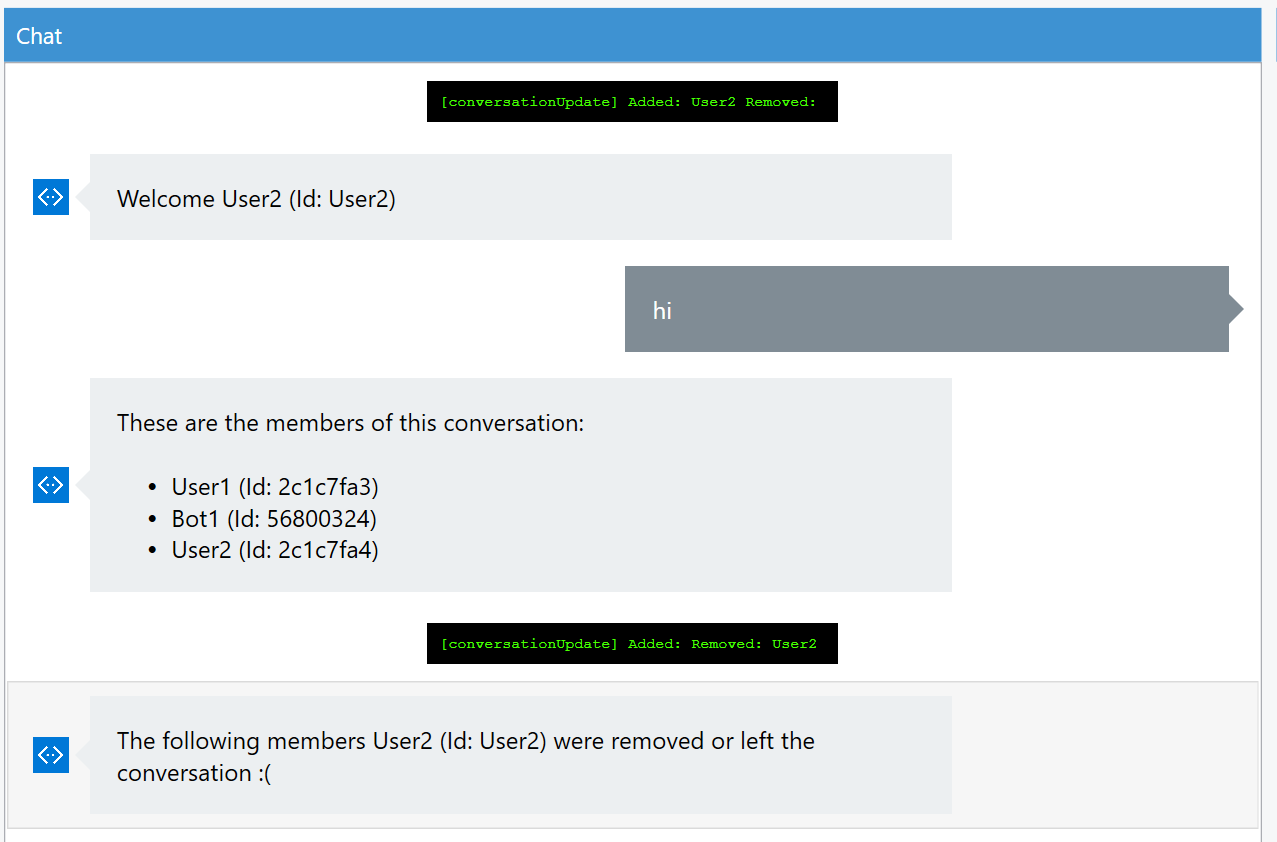 Chat
[conversationUpdate] Added: User2 Removed:
Welcome User2 (Id: User2)
hi
These are the members of this conversation:
• User1 (Id: 2c1c7fa3)
• Bot1 (Id: 56800324)
• User2 (Id: 2c1c7fa4)
[conversationUpdate] Added: Removed: User2
The following members User2 (Id: User2) were removed or left the
conversation :(